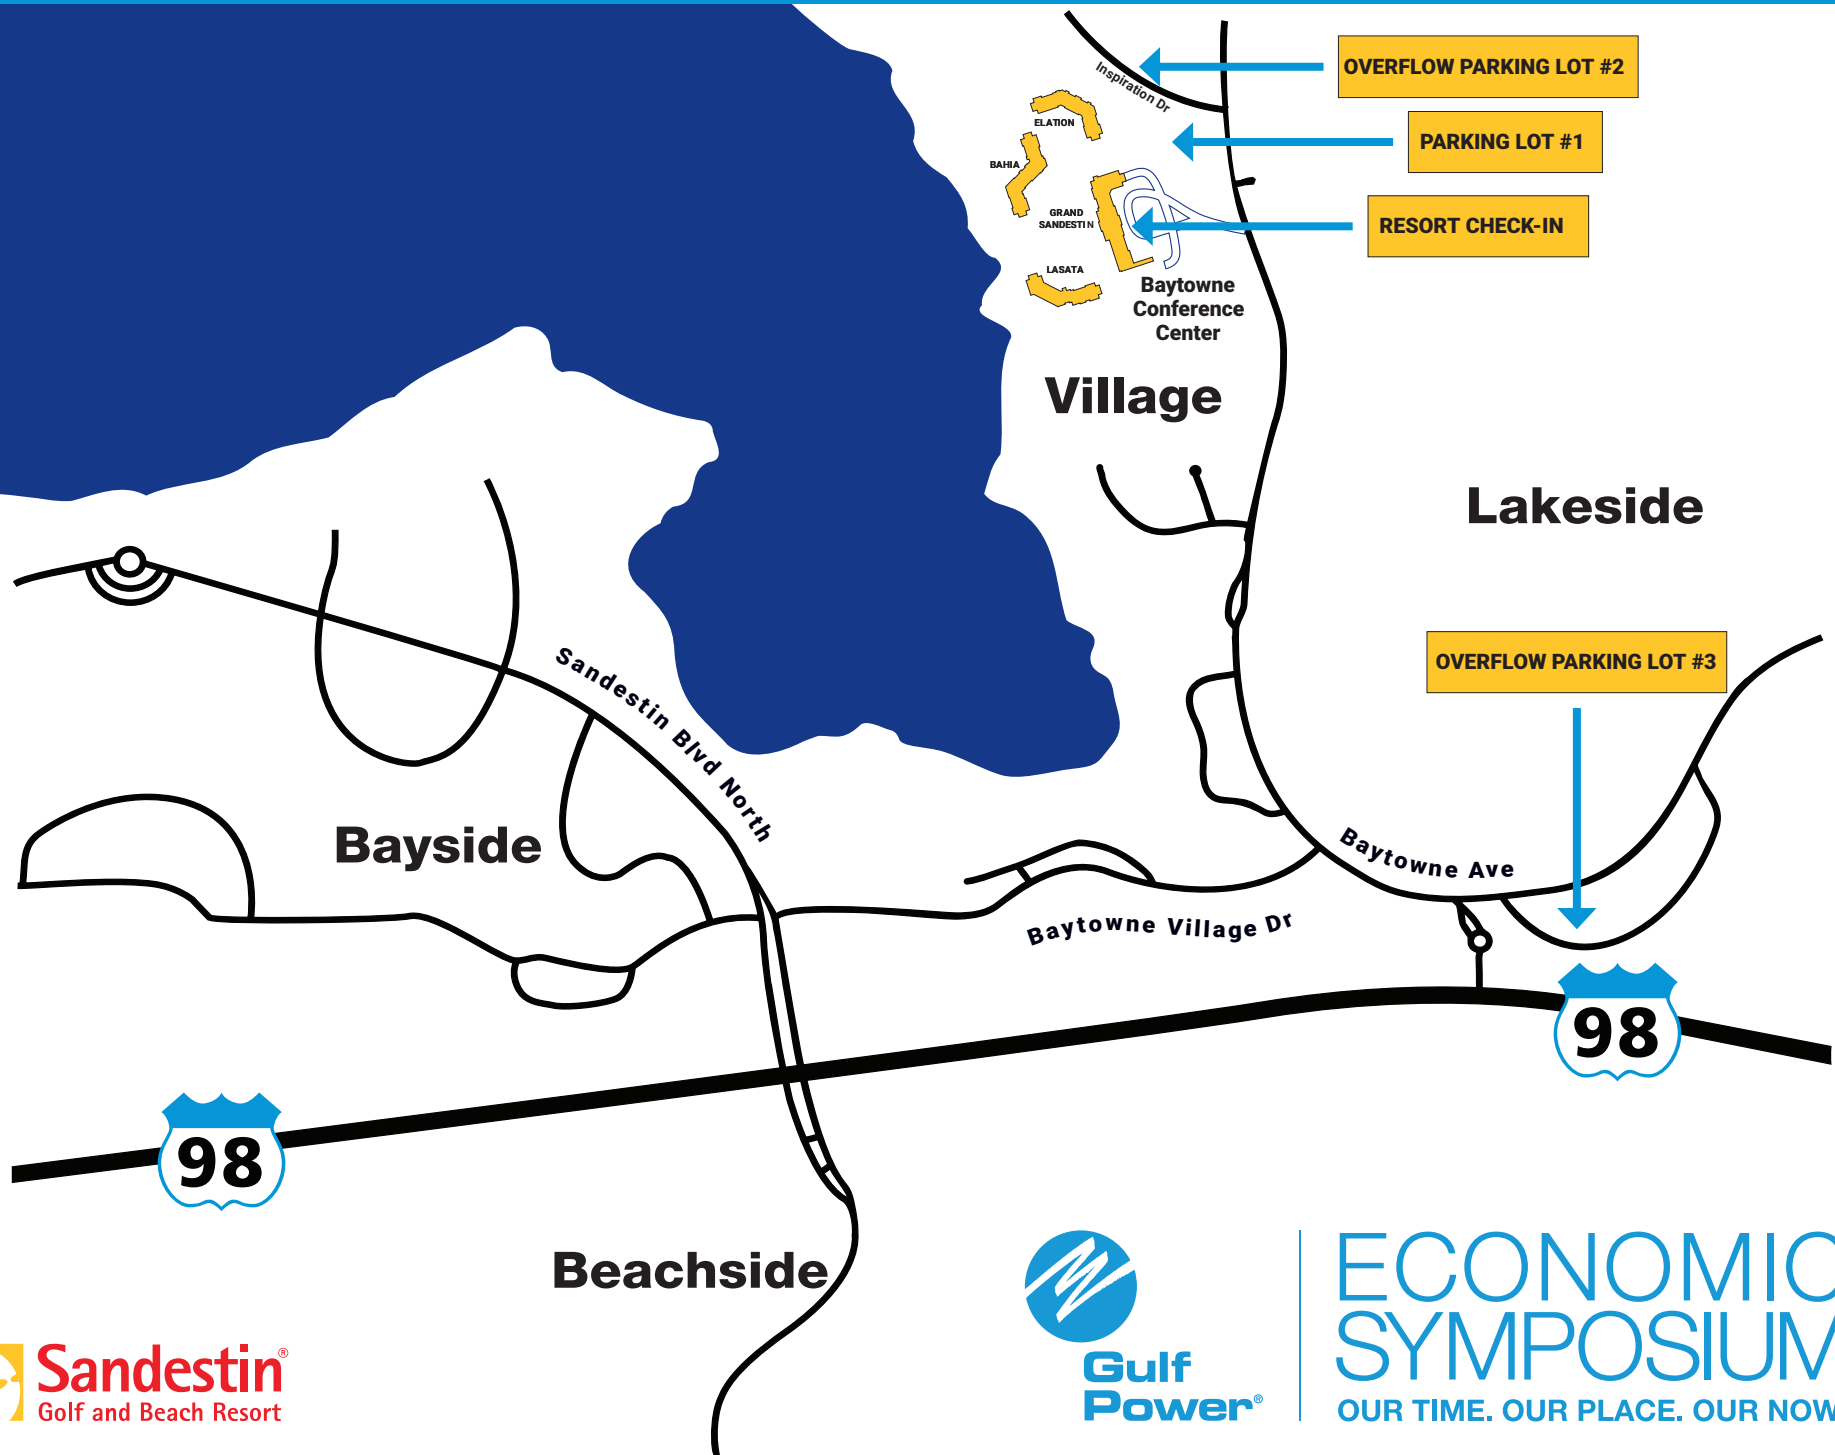 OVERFLOW PARKING LOT #2
Inspiration Dr
ELATION
PARKING LOT #1
BAHIA
GRAND
SANDESTIN
RESORT CHECK-IN
LASATA
Baytowne
Conference
Center
Village
Lakeside
OVERFLOW PARKING LOT #3
Sandestin Blvd North
Bayside
Baytowne Ave
Baytowne Village Dr
98
98
Beachside
Sandestin®
Golf and Beach Resort
Gulf
Power®
ECONOMIC
SYMPOSIUM
OUR TIME. OUR PLACE. OUR NOW